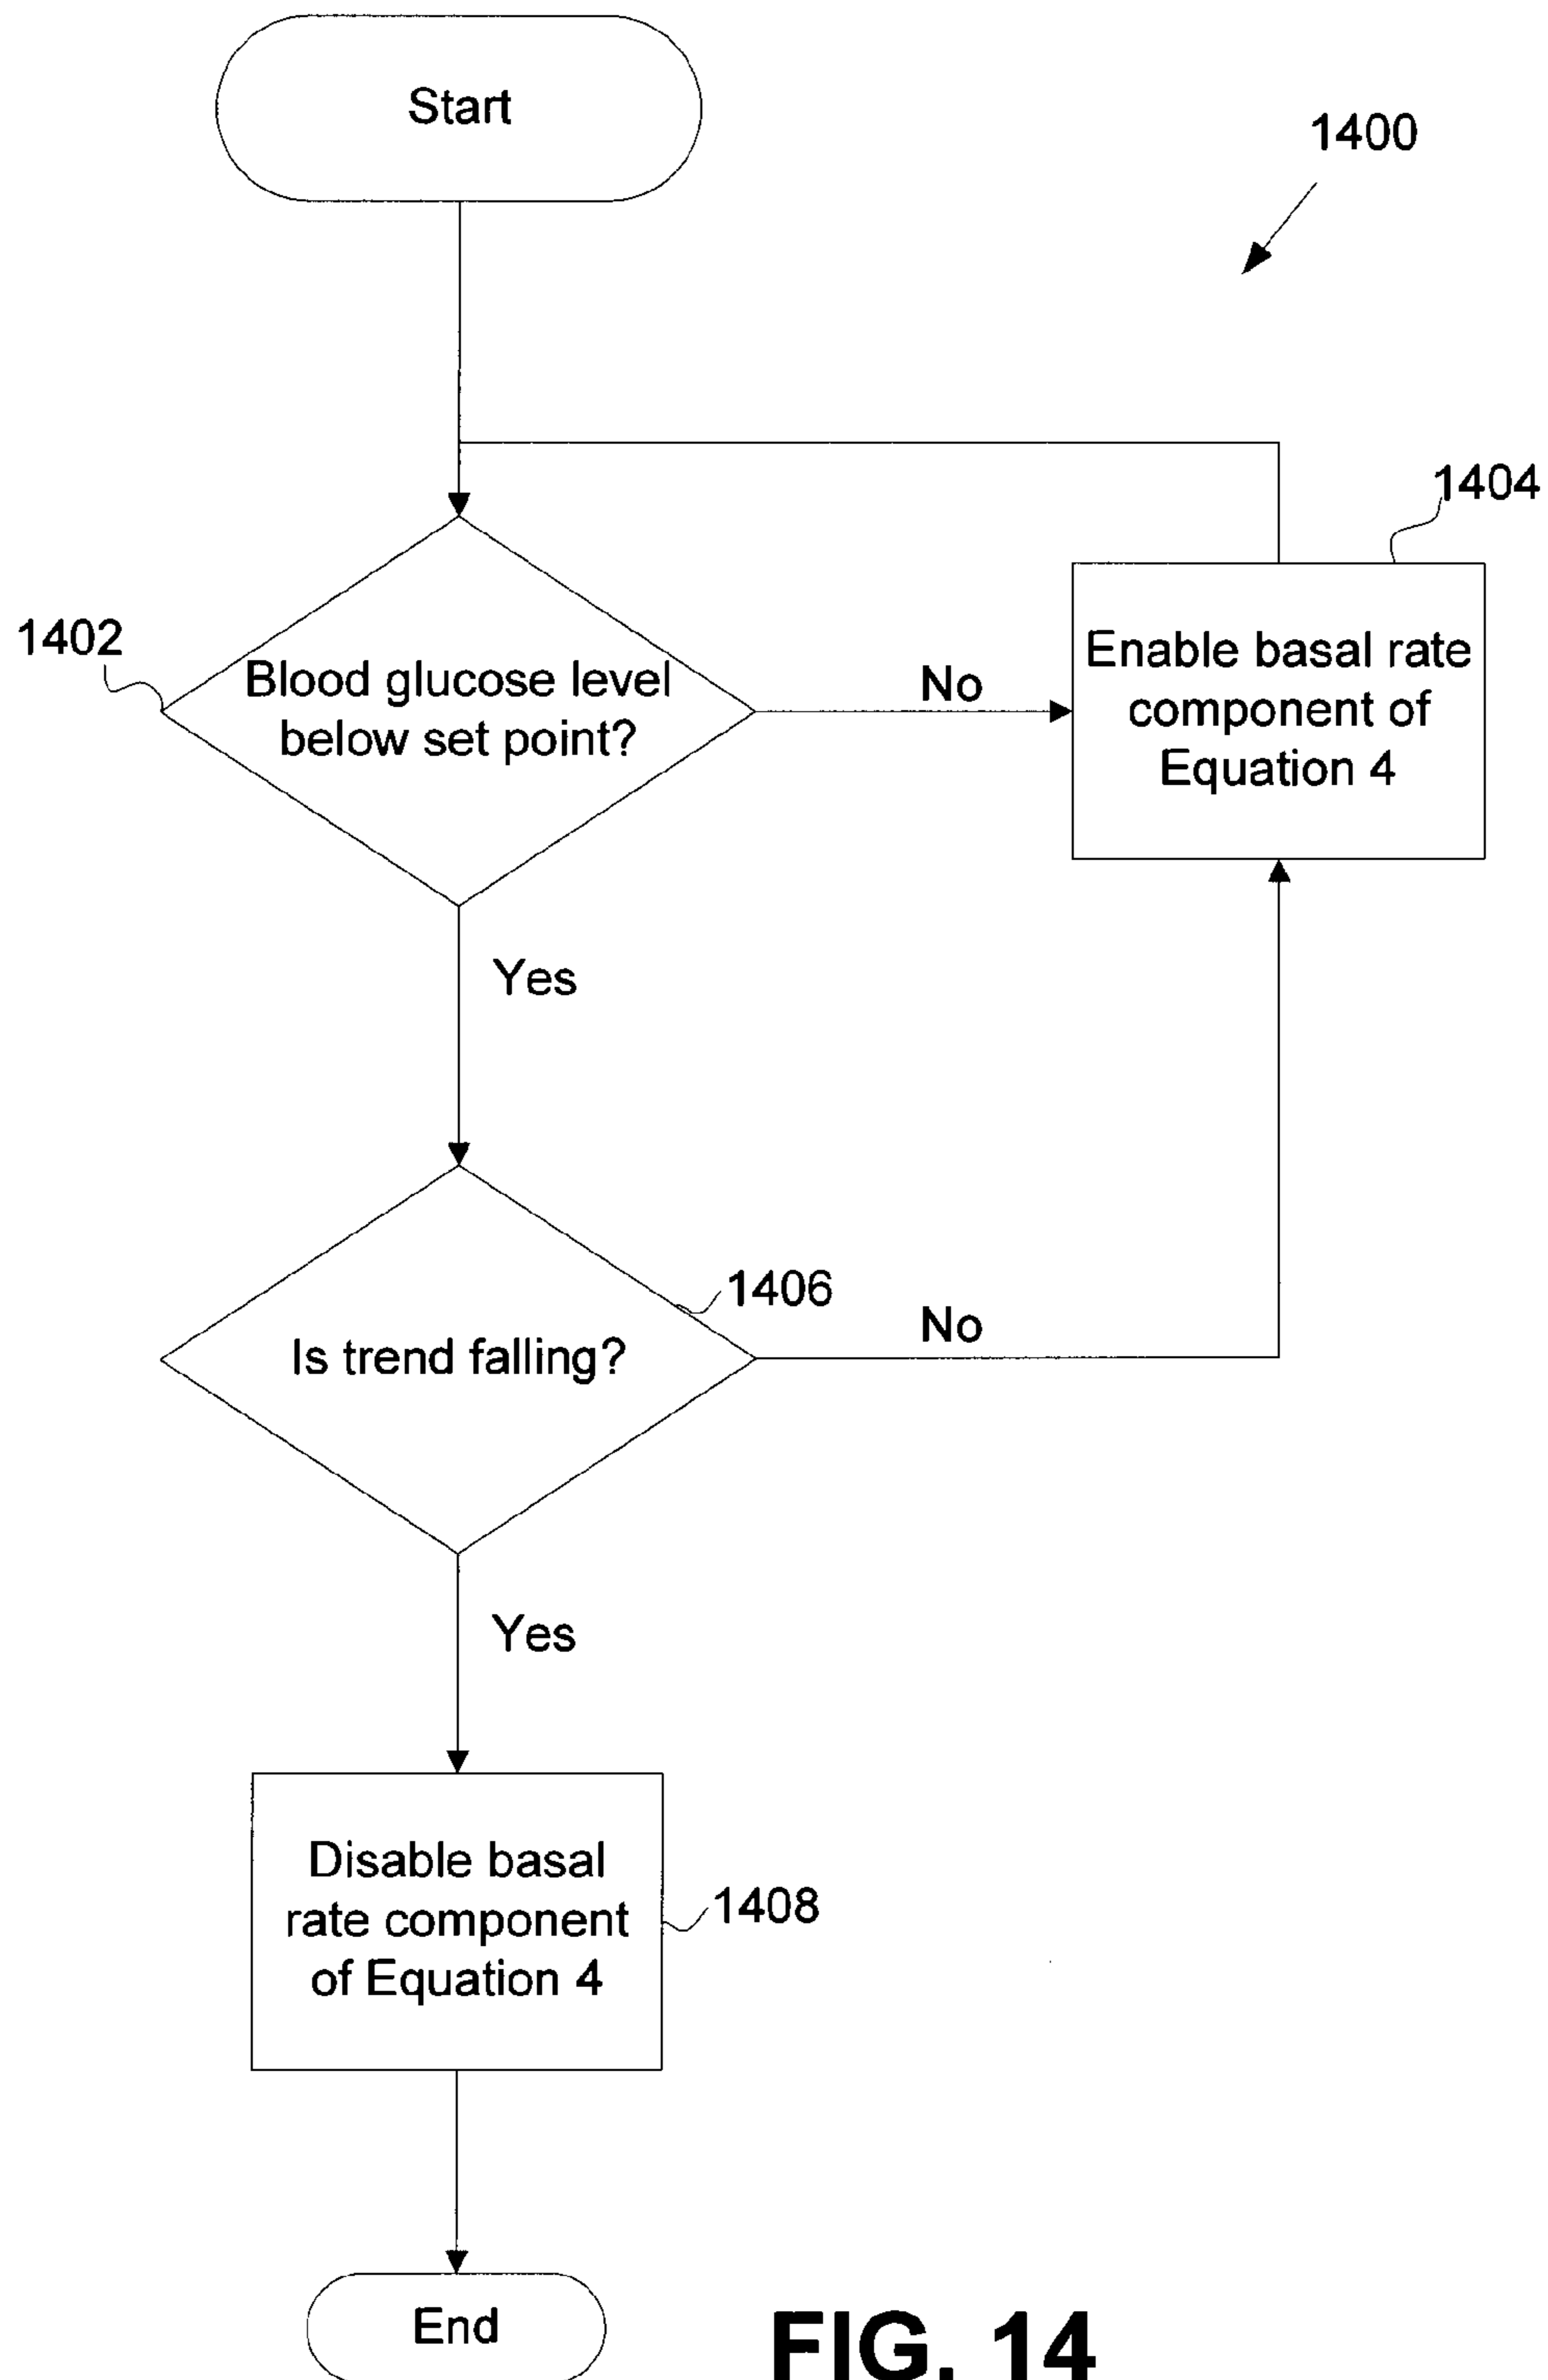 Start
1400
1404
1402
Blood glucose level
below set point?
No
Enable basal rate
component of
Equation 4
Yes
1406
Is trend falling?
No
Yes
Disable basal
rate component
of Equation 4
1408
End
FIG. 14